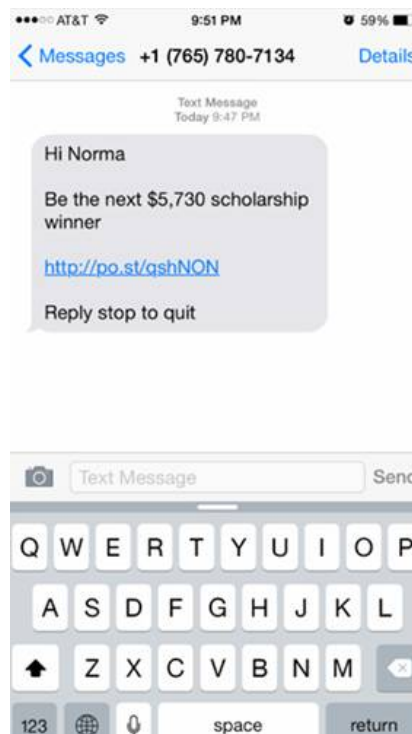 AT&T 9:51 PM 59%
Messages +1 (765) 780-7134 Details
Text Message
Today 9:47 PM
Hi Norma
Be the next $5,730 scholarship
winner
http://po.st/qshNON
Reply stop to quit
Text Message Send
Q W E R T Y U I O P
A S D F G H J K L
Z X C V B N M
123 space return